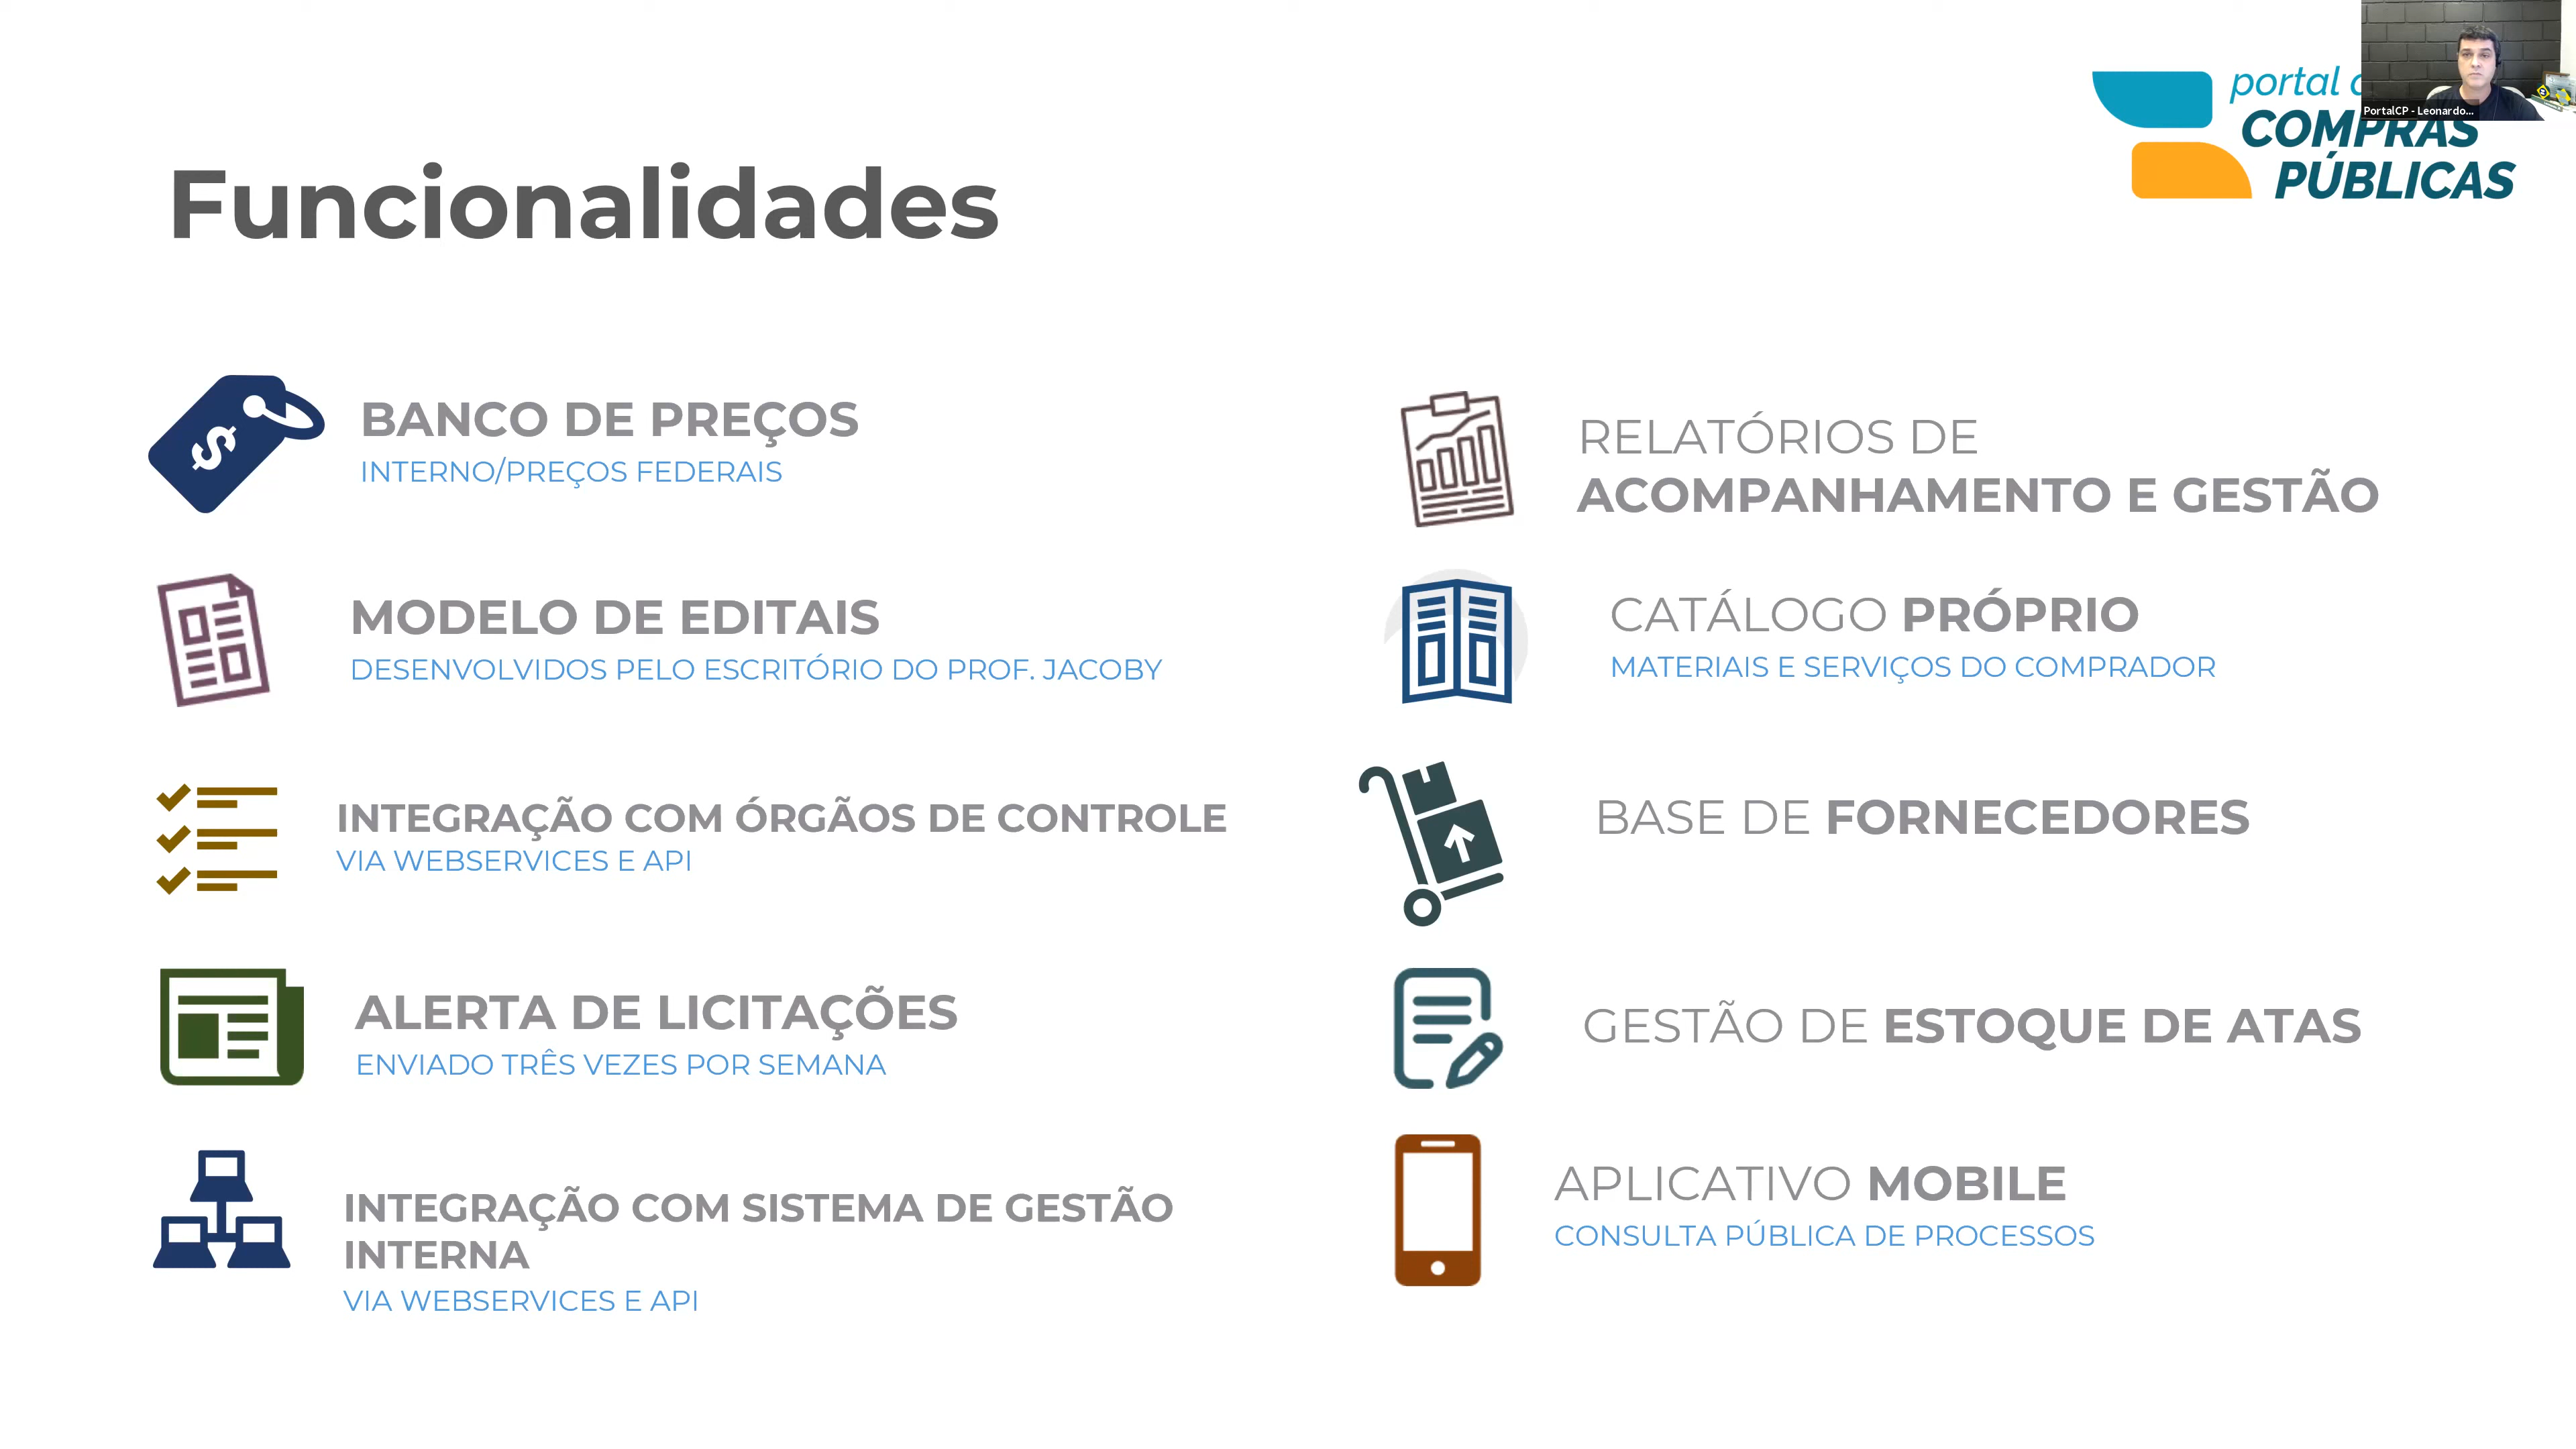 portal
COMPRAS
PÚBLICAS
PortalCP - Leonardo...
Funcionalidades
$
BANCO DE PREÇOS
INTERNO/PREÇOS FEDERAIS
MODELO DE EDITAIS
DESENVOLVIDOS PELO ESCRITÓRIO DO PROF. JACOBY
INTEGRAÇÃO COM ÓRGÃOS DE CONTROLE
VIA WEBSERVICES E API
ALERTA DE LICITAÇÕES
ENVIADO TRÊS VEZES POR SEMANA
INTEGRAÇÃO COM SISTEMA DE GESTÃO
INTERNA
VIA WEBSERVICES E API
RELATÓRIOS DE
ACOMPANHAMENTO E GESTÃO
CATÁLOGO PRÓPRIO
MATERIAIS E SERVIÇOS DO COMPRADOR
BASE DE FORNECEDORES
GESTÃO DE ESTOQUE DE ATAS
APLICATIVO MOBILE
CONSULTA PÚBLICA DE PROCESSOS